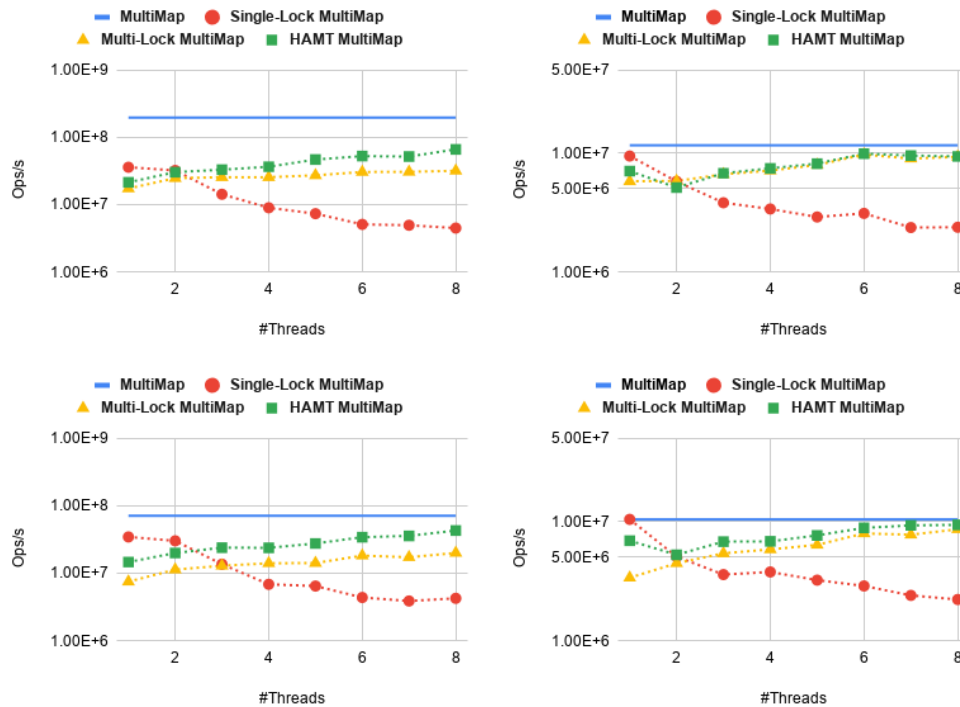 MultiMap Single-Lock MultiMap
Multi-Lock MultiMap HAMT MultiMap
1.00E+9
1.00E+8
1.00E+7
1.00E+6
Ops/s
2 4 6 8
#Threads
MultiMap Single-Lock MultiMap
Multi-Lock MultiMap HAMT MultiMap
5.00E+7
1.00E+7
5.00E+6
1.00E+6
Ops/s
2 4 6 8
#Threads
MultiMap Single-Lock MultiMap
Multi-Lock MultiMap HAMT MultiMap
1.00E+9
1.00E+8
1.00E+7
1.00E+6
Ops/s
2 4 6 8
#Threads
MultiMap Single-Lock MultiMap
Multi-Lock MultiMap HAMT MultiMap
5.00E+7
1.00E+7
5.00E+6
1.00E+6
Ops/s
2 4 6 8
#Threads